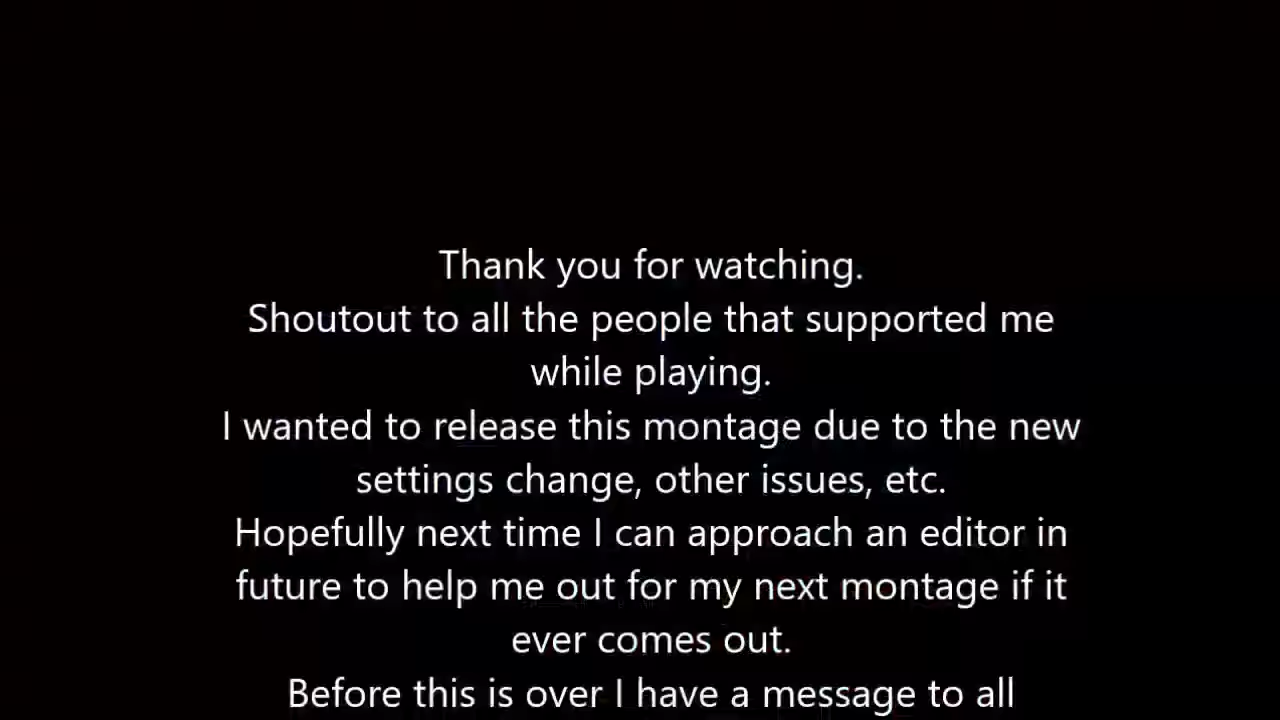 Thank you for watching.
Shoutout to all the people that supported me
while playing.
I wanted to release this montage due to the new
settings change, other issues, etc.
Hopefully next time I can approach an editor in
future to help me out for my next montage if it
ever comes out.
Before this is over I have a message to all